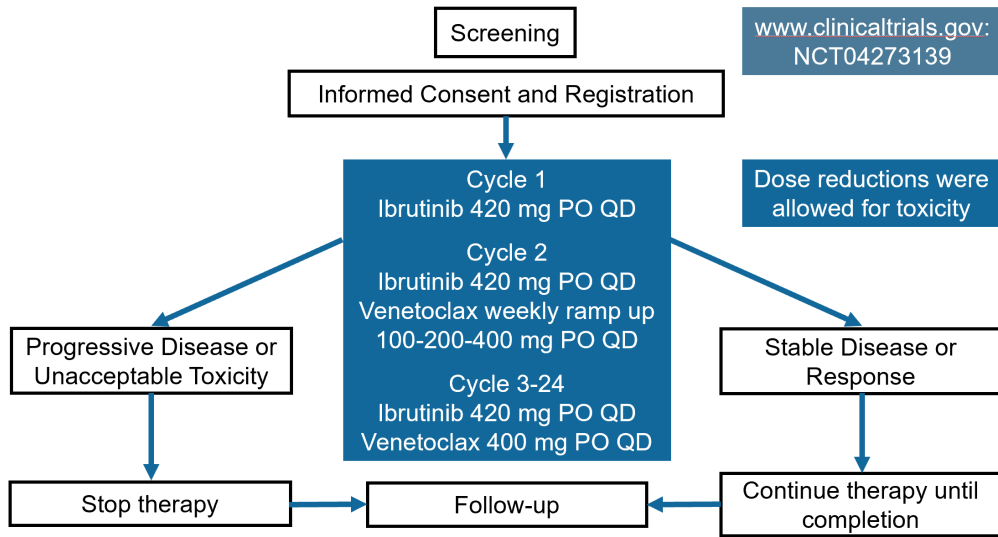 Screening
www.clinicaltrials.gov:
NCT04273139
Informed Consent and Registration
Cycle 1
Ibrutinib 420 mg PO QD
Cycle 2
Ibrutinib 420 mg PO QD
Venetoclax weekly ramp up
100-200-400 mg PO QD
Cycle 3-24
Ibrutinib 420 mg PO QD
Venetoclax 400 mg PO QD
Dose reductions were
allowed for toxicity
Progressive Disease or
Unacceptable Toxicity
Stable Disease or
Response
Stop therapy
Follow-up
Continue therapy until
completion